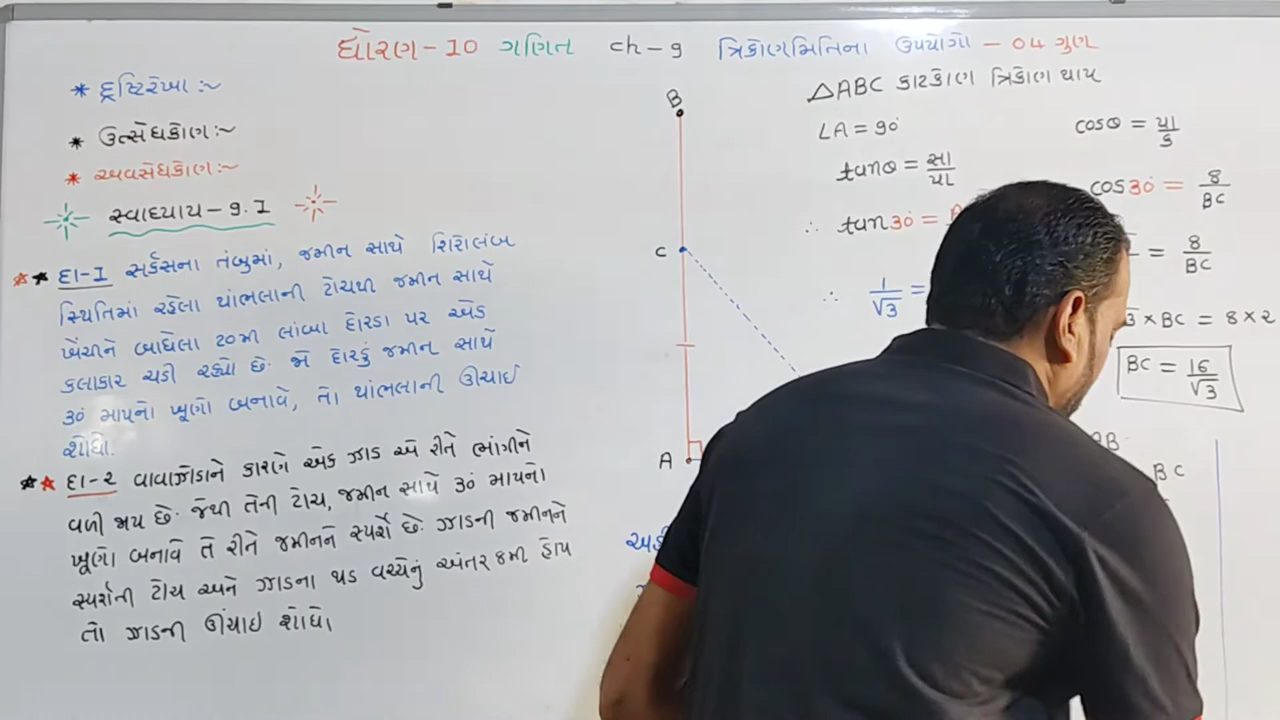 ધોરણ-10 ગણિત ch-9 ત્રિકોણમિતિના ઉપયોગો - 04 ગુણ
* દૃષ્ટિરેખા :~
* ઉત્સેધકોણ:~
* અવસેધકોણ:~
સ્વાધ્યાય-9.1
દા-1 સર્કસના તંબુમાં, જમીન સાથે શિરોલંબ
સ્થિતિમાં રહેલા થાંભલાની ટોચથી જમીન સાથે
ખેંચીને બાંધેલા 20મી લાંબા દોરડા પર એક
કલાકાર ચડી રહ્યો છે. જો દોરડું જમીન સાથે
30 માપનો ખૂણો બનાવે, તો થાંભલાની ઊંચાઈ
શોધો.
દા-2 વાવાઝોડાને કારણે એક ઝાડ એ રીતે ભાંગીને
વળી જાય છે. જેથી તેની ટોચ, જમીન સાથે 30 માપનો
ખૂણો બનાવે તે રીતે જમીનને સ્પર્શે છે. ઝાડની જમીનને
સ્પર્શતી ટોચ અને ઝાડના થડ વચ્ચેનું અંતર 8મી હોય
તો ઝાડની ઊંચાઇ શોધો.
B
C
A
△ABC કાટકોણ ત્રિકોણ થાય
∠A = 90°
tanθ = સા/પા
∴ tan30° =
∴ 1/√3 =
cosθ = પા/ક
cos30° = 8/BC
= 8/BC
3 × BC = 8 × 2
BC = 16/√3
AB
BC